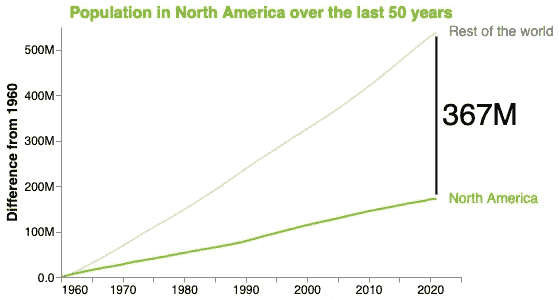 Population in North America over the last 50 years
Difference from 1960
500M
400M
300M
200M
100M
0.0
1960
1970
1980
1990
2000
2010
2020
Rest of the world
367M
North America